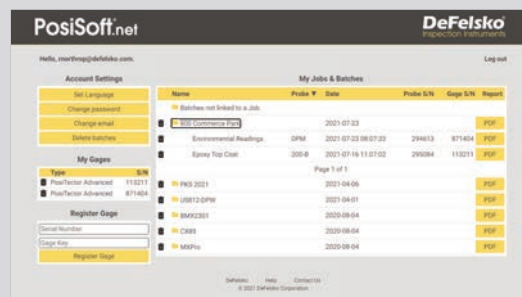 PosiSoft.net
DeFelsko
Inspection Instruments
Hello, morthrop@defelsko.com.
Log out
Account Settings
Set Language
Change password
Change email
Delete batches
My Gages
Type S/N
PosiTector Advanced 113211
PosiTector Advanced 871404
Register Gage
Serial Number
Gage Key
Register Gage
My Jobs & Batches
Name Probe ▼ Date Probe S/N Gage S/N Report
Batches not linked to a Job.
800 Commerce Park 2021-07-23 PDF
Environmental Readings DPM 2021-07-23 08:07:33 294613 871404 PDF
Epoxy Top Coat 200-B 2021-07-16 11:07:02 295084 113211 PDF
Page 1 of 1
PKS 2021 2021-04-06 PDF
US812-DPW 2021-04-01 PDF
BMX2301 2020-08-04 PDF
CX85 2020-08-04 PDF
MXPro 2020-08-04 PDF
DeFelsko Help Contact Us
© 2021 DeFelsko Corporation